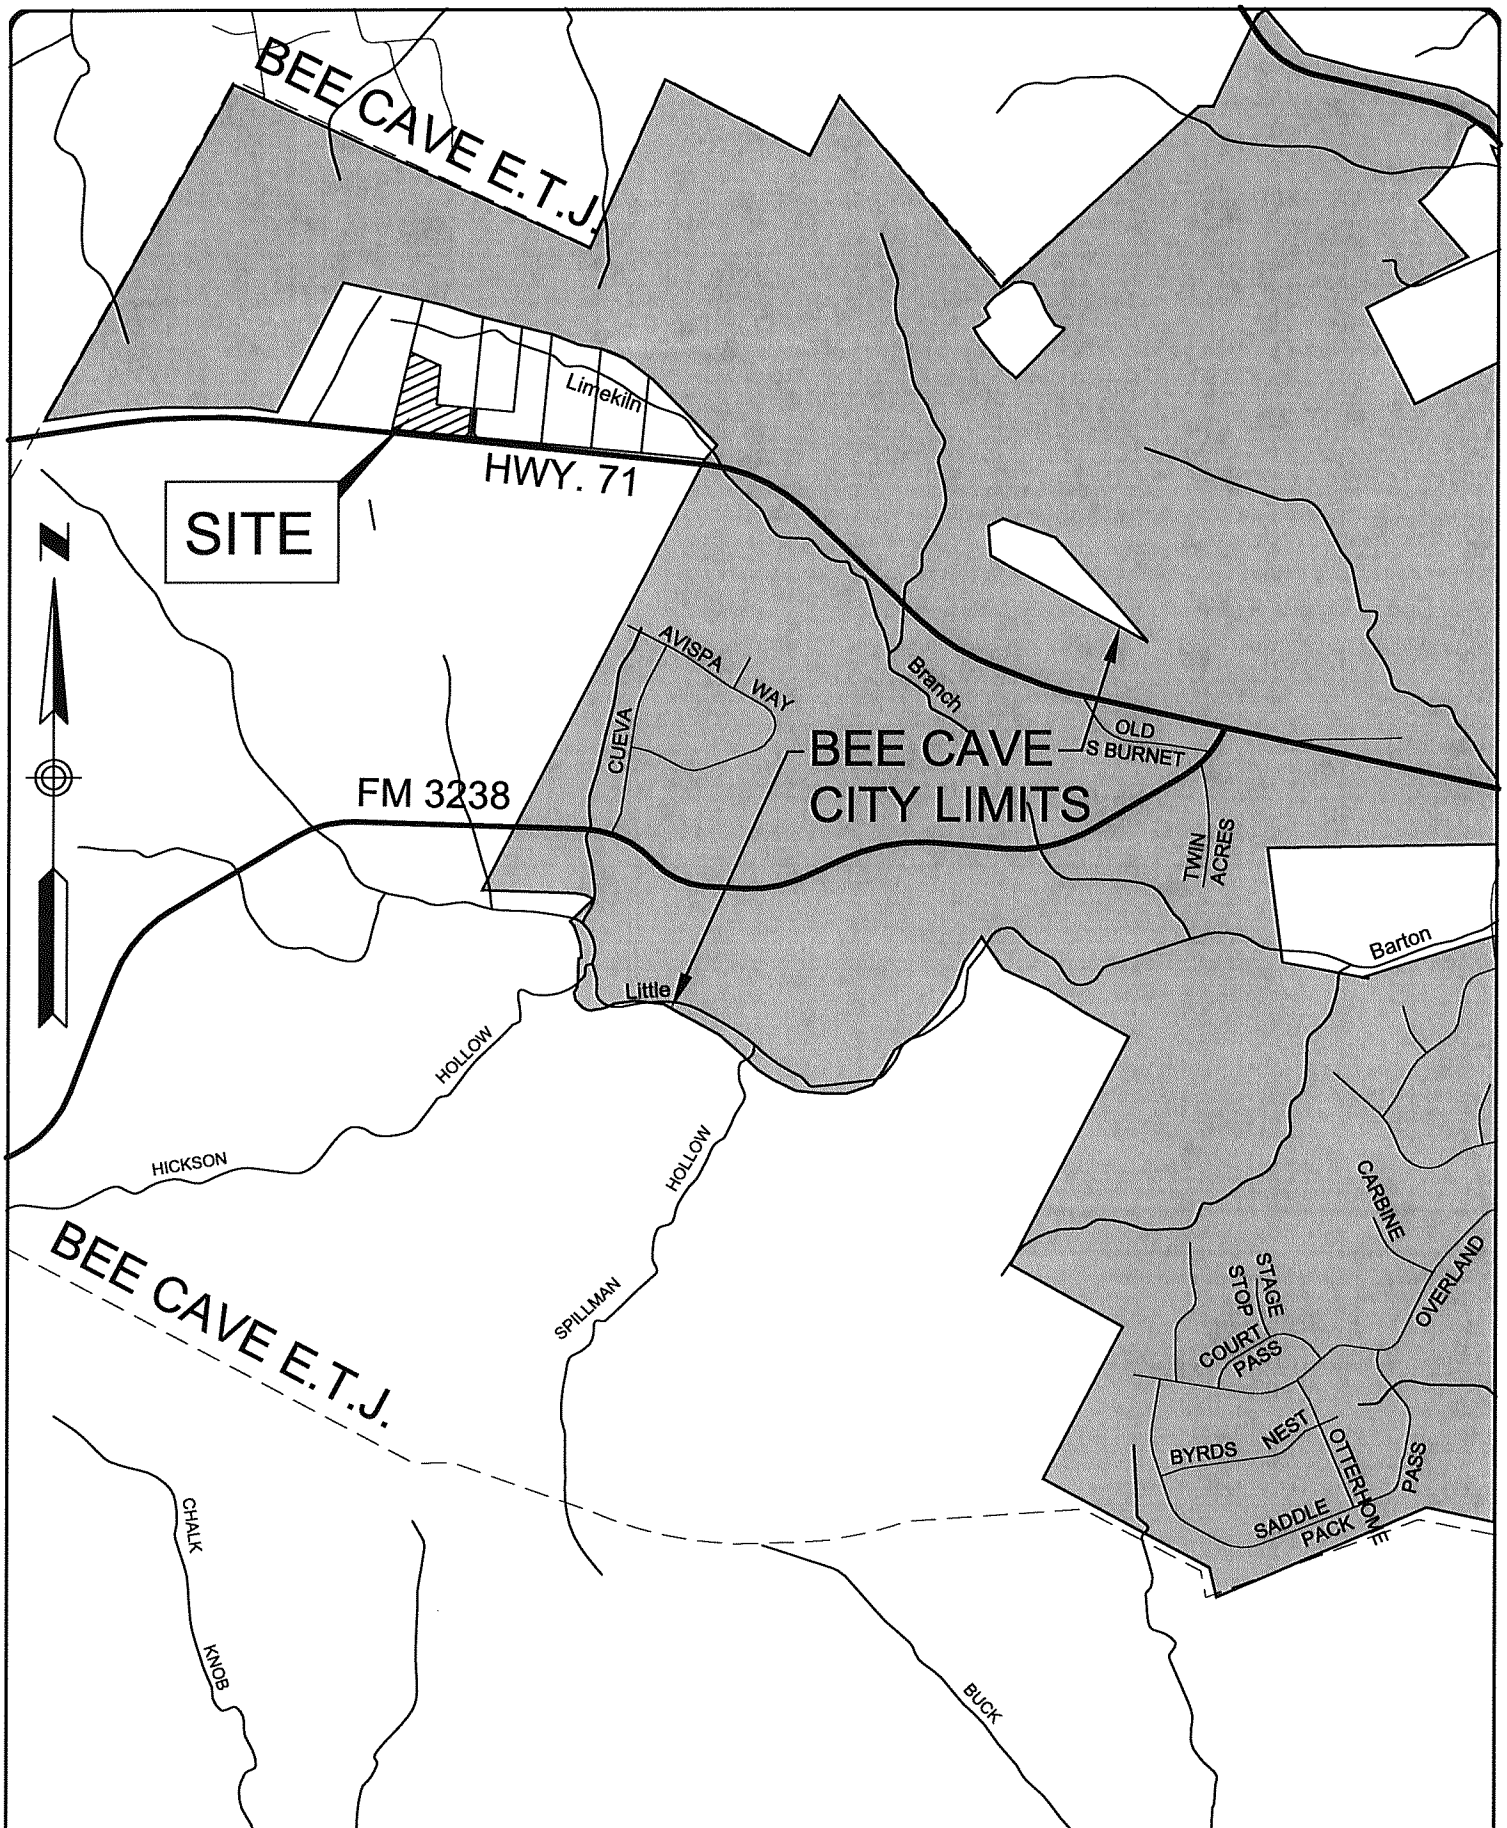 BEE CAVE E.T.J.
Limekiln
HWY. 71
SITE
N
AVISPA
WAY
Branch
CUEVA
OLD
S BURNET
BEE CAVE
CITY LIMITS
FM 3238
TWIN
ACRES
Barton
Little
HOLLOW
HICKSON
HOLLOW
CARBINE
BEE CAVE E.T.J.
SPILLMAN
STAGE
STOP
OVERLAND
COURT
PASS
BYRDS
NEST
OTTERHOME
PASS
SADDLE
PACK
CHALK
KNOB
BUCK